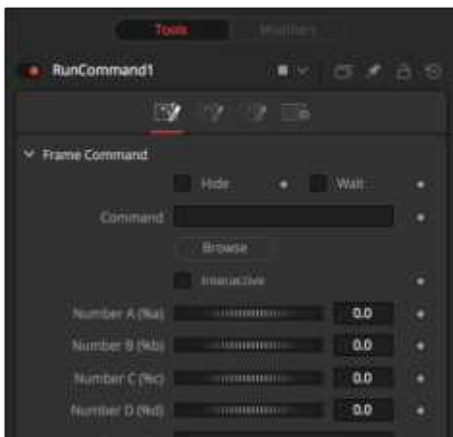 Tools Modifiers
RunCommand1
Frame Command
Hide Wait
Command
Browse
Interactive
Number A (%a) 0.0
Number B (%b) 0.0
Number C (%c) 0.0
Number D (%d) 0.0